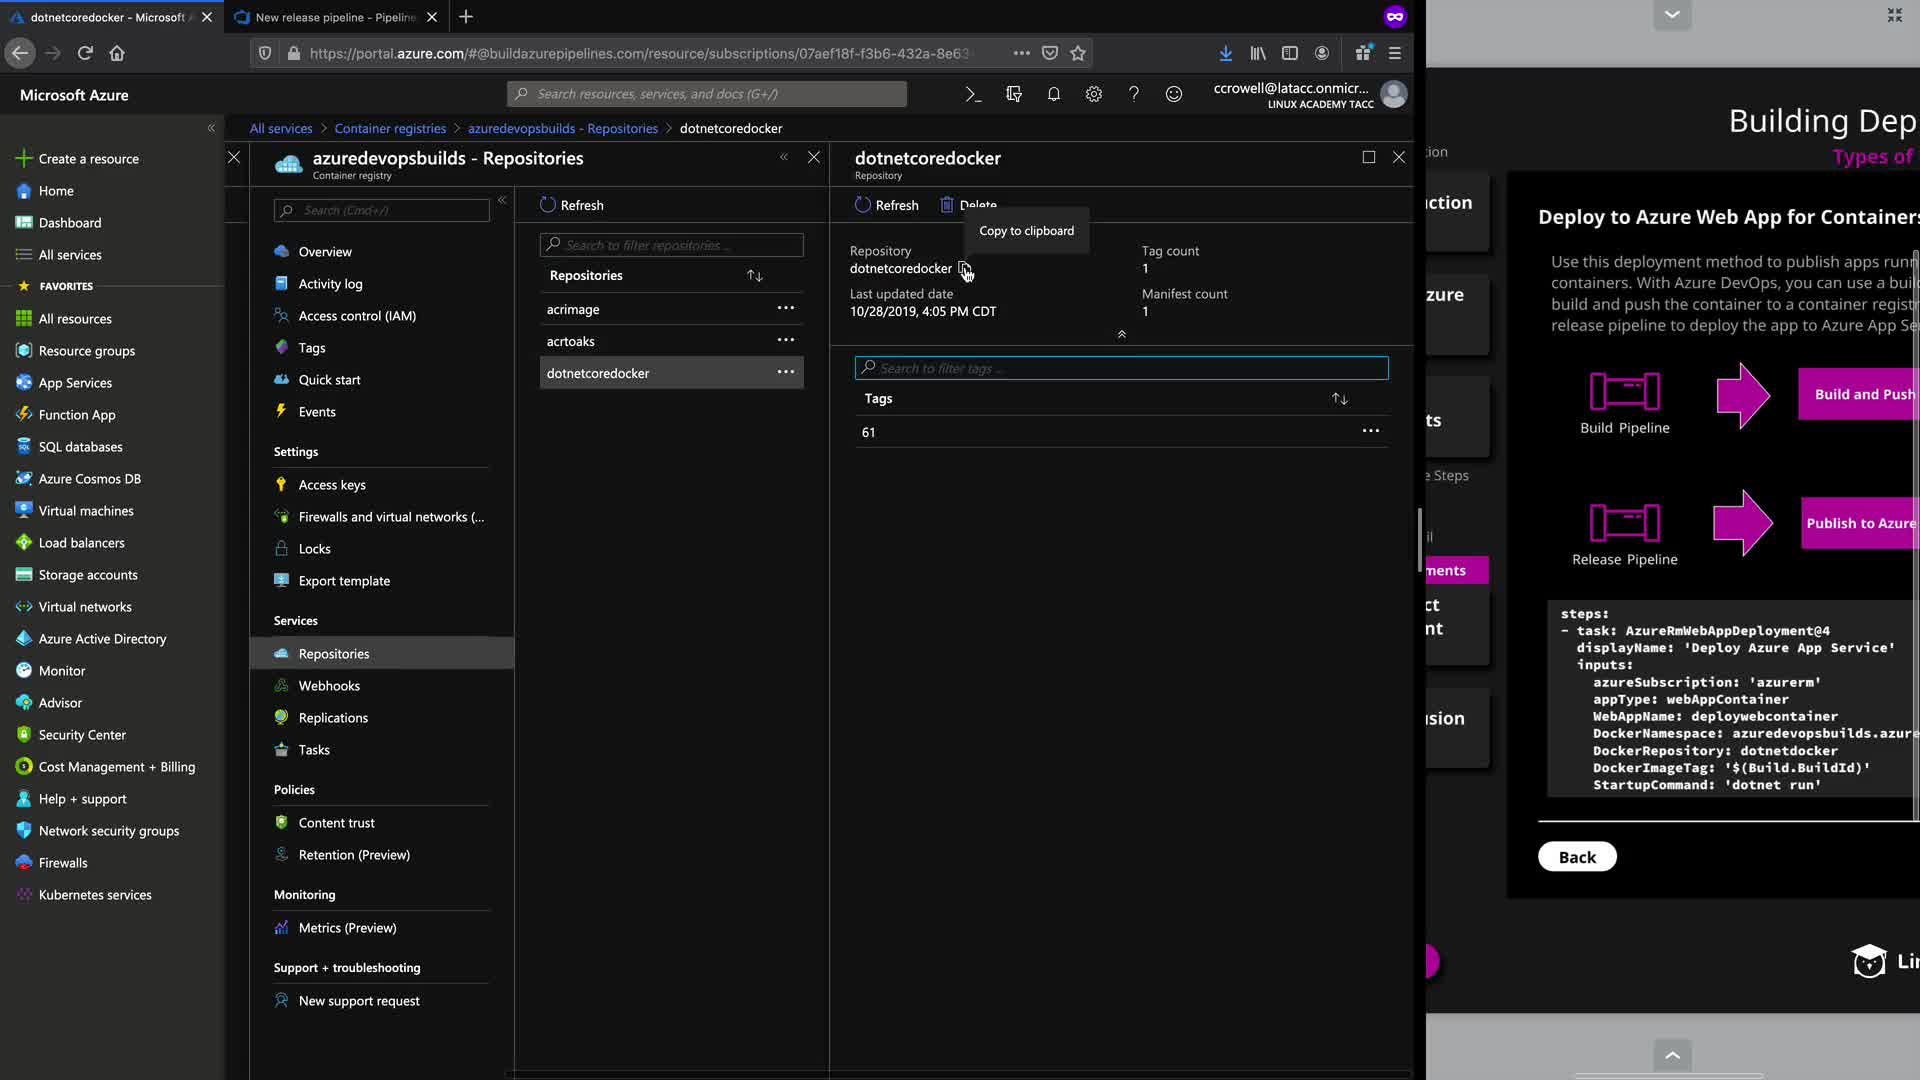 dotnetcoredocker - Microsoft A
New release pipeline - Pipeline
https://portal.azure.com/#@buildazurepipelines.com/resource/subscriptions/07aef18f-f3b6-432a-8e63
Microsoft Azure
Search resources, services, and docs (G+/)
ccrowell@latacc.onmicr...
LINUX ACADEMY TACC
All services > Container registries > azuredevopsbuilds - Repositories > dotnetcoredocker
Create a resource
Home
Dashboard
All services
FAVORITES
All resources
Resource groups
App Services
Function App
SQL databases
Azure Cosmos DB
Virtual machines
Load balancers
Storage accounts
Virtual networks
Azure Active Directory
Monitor
Advisor
Security Center
Cost Management + Billing
Help + support
Network security groups
Firewalls
Kubernetes services
azuredevopsbuilds - Repositories
Container registry
Search (Cmd+/)
Overview
Activity log
Access control (IAM)
Tags
Quick start
Events
Settings
Access keys
Firewalls and virtual networks (...
Locks
Export template
Services
Repositories
Webhooks
Replications
Tasks
Policies
Content trust
Retention (Preview)
Monitoring
Metrics (Preview)
Support + troubleshooting
New support request
Refresh
Search to filter repositories ...
Repositories
acrimage
acrtoaks
dotnetcoredocker
dotnetcoredocker
Repository
Refresh
Delete
Copy to clipboard
Repository
dotnetcoredocker
Tag count
1
Last updated date
10/28/2019, 4:05 PM CDT
Manifest count
1
Search to filter tags ...
Tags
61
Building Dep
Types of
tion
ction
zure
ts
e Steps
il
ments
ct
nt
sion
Deploy to Azure Web App for Containers
Use this deployment method to publish apps runn
containers. With Azure DevOps, you can use a buil
build and push the container to a container registr
release pipeline to deploy the app to Azure App Se
Build Pipeline
Build and Push
Release Pipeline
Publish to Azure
steps:
- task: AzureRmWebAppDeployment@4
displayName: 'Deploy Azure App Service'
inputs:
azureSubscription: 'azurerm'
appType: webAppContainer
WebAppName: deploywebcontainer
DockerNamespace: azuredevopsbuilds.azure
DockerRepository: dotnetdocker
DockerImageTag: '$(Build.BuildId)'
StartupCommand: 'dotnet run'
Back
Lin